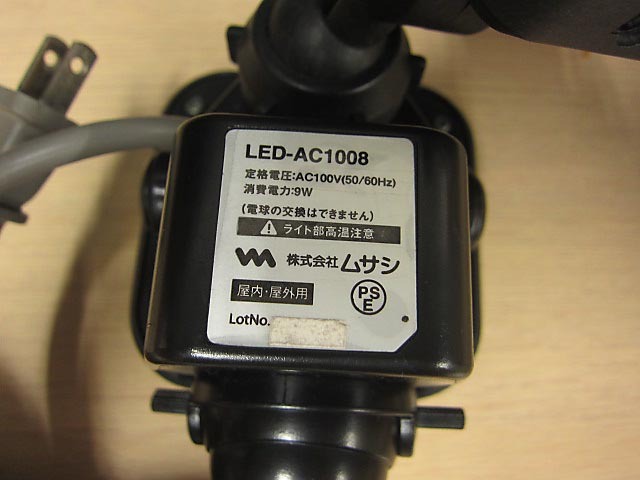 LED-AC1008
定格電圧:AC100V(50/60Hz)
消費電力:9W
(電球の交換はできません)
ライト部高温注意
株式会社 ムサシ
屋内・屋外用
PS
E
LotNo.